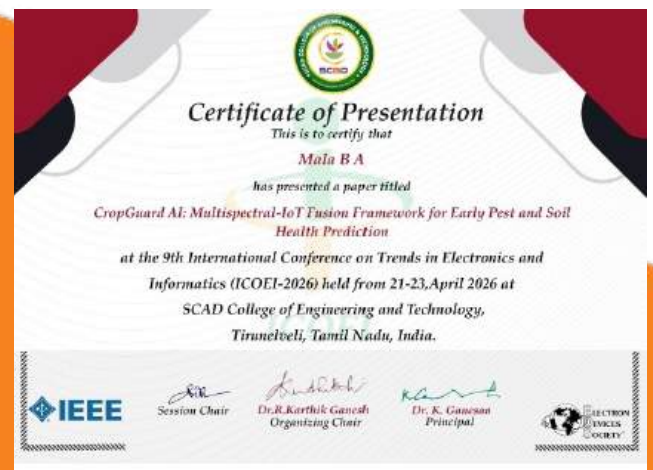 SCAD
Certificate of Presentation
This is to certify that
Mala B A
has presented a paper titled
CropGuard AI: Multispectral-IoT Fusion Framework for Early Pest and Soil
Health Prediction
at the 9th International Conference on Trends in Electronics and
Informatics (ICOEI-2026) held from 21-23,April 2026 at
SCAD College of Engineering and Technology,
Tirunelveli, Tamil Nadu, India.
ICOEI
IEEE
Session Chair
Dr.R.Karthik Ganesh
Organizing Chair
Dr. K. Ganesan
Principal
ELECTRON
DEVICES
SOCIETY